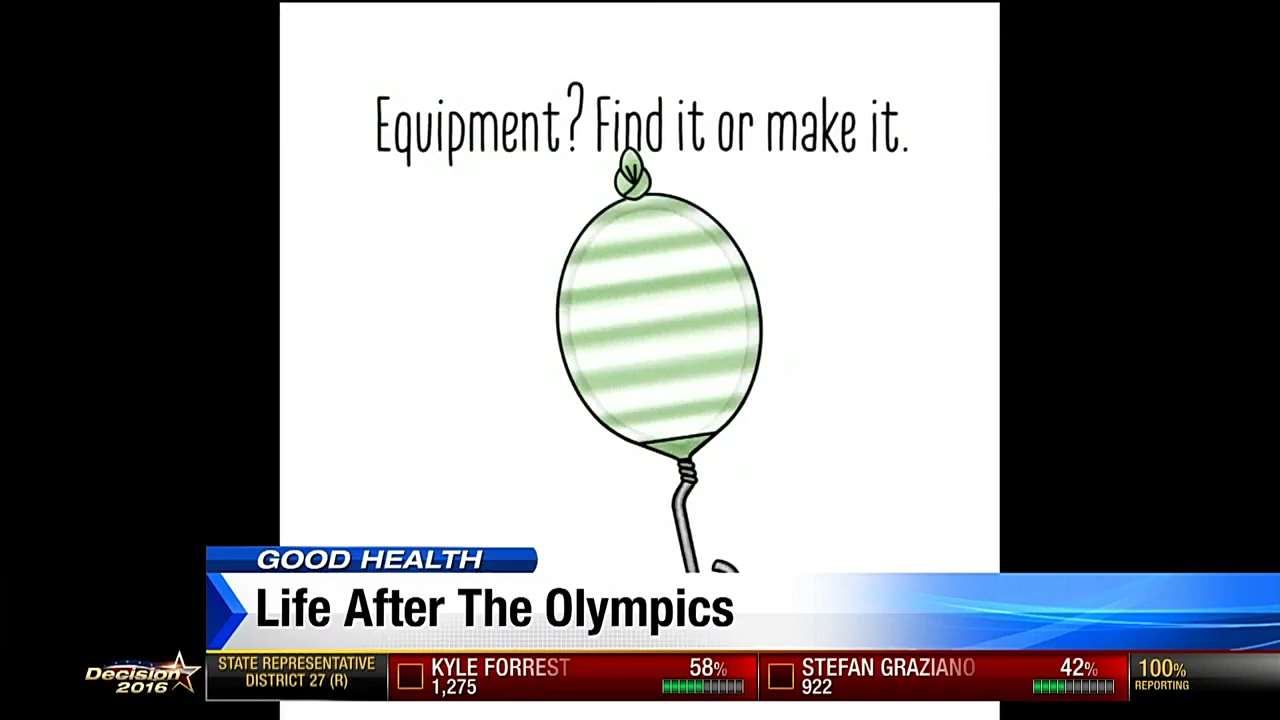 Equipment? Find it or make it.
GOOD HEALTH
Life After The Olympics
Decision 2016
STATE REPRESENTATIVE DISTRICT 27 (R)
KYLE FORREST 58%
1,275
STEFAN GRAZIANO 42%
922
100% REPORTING